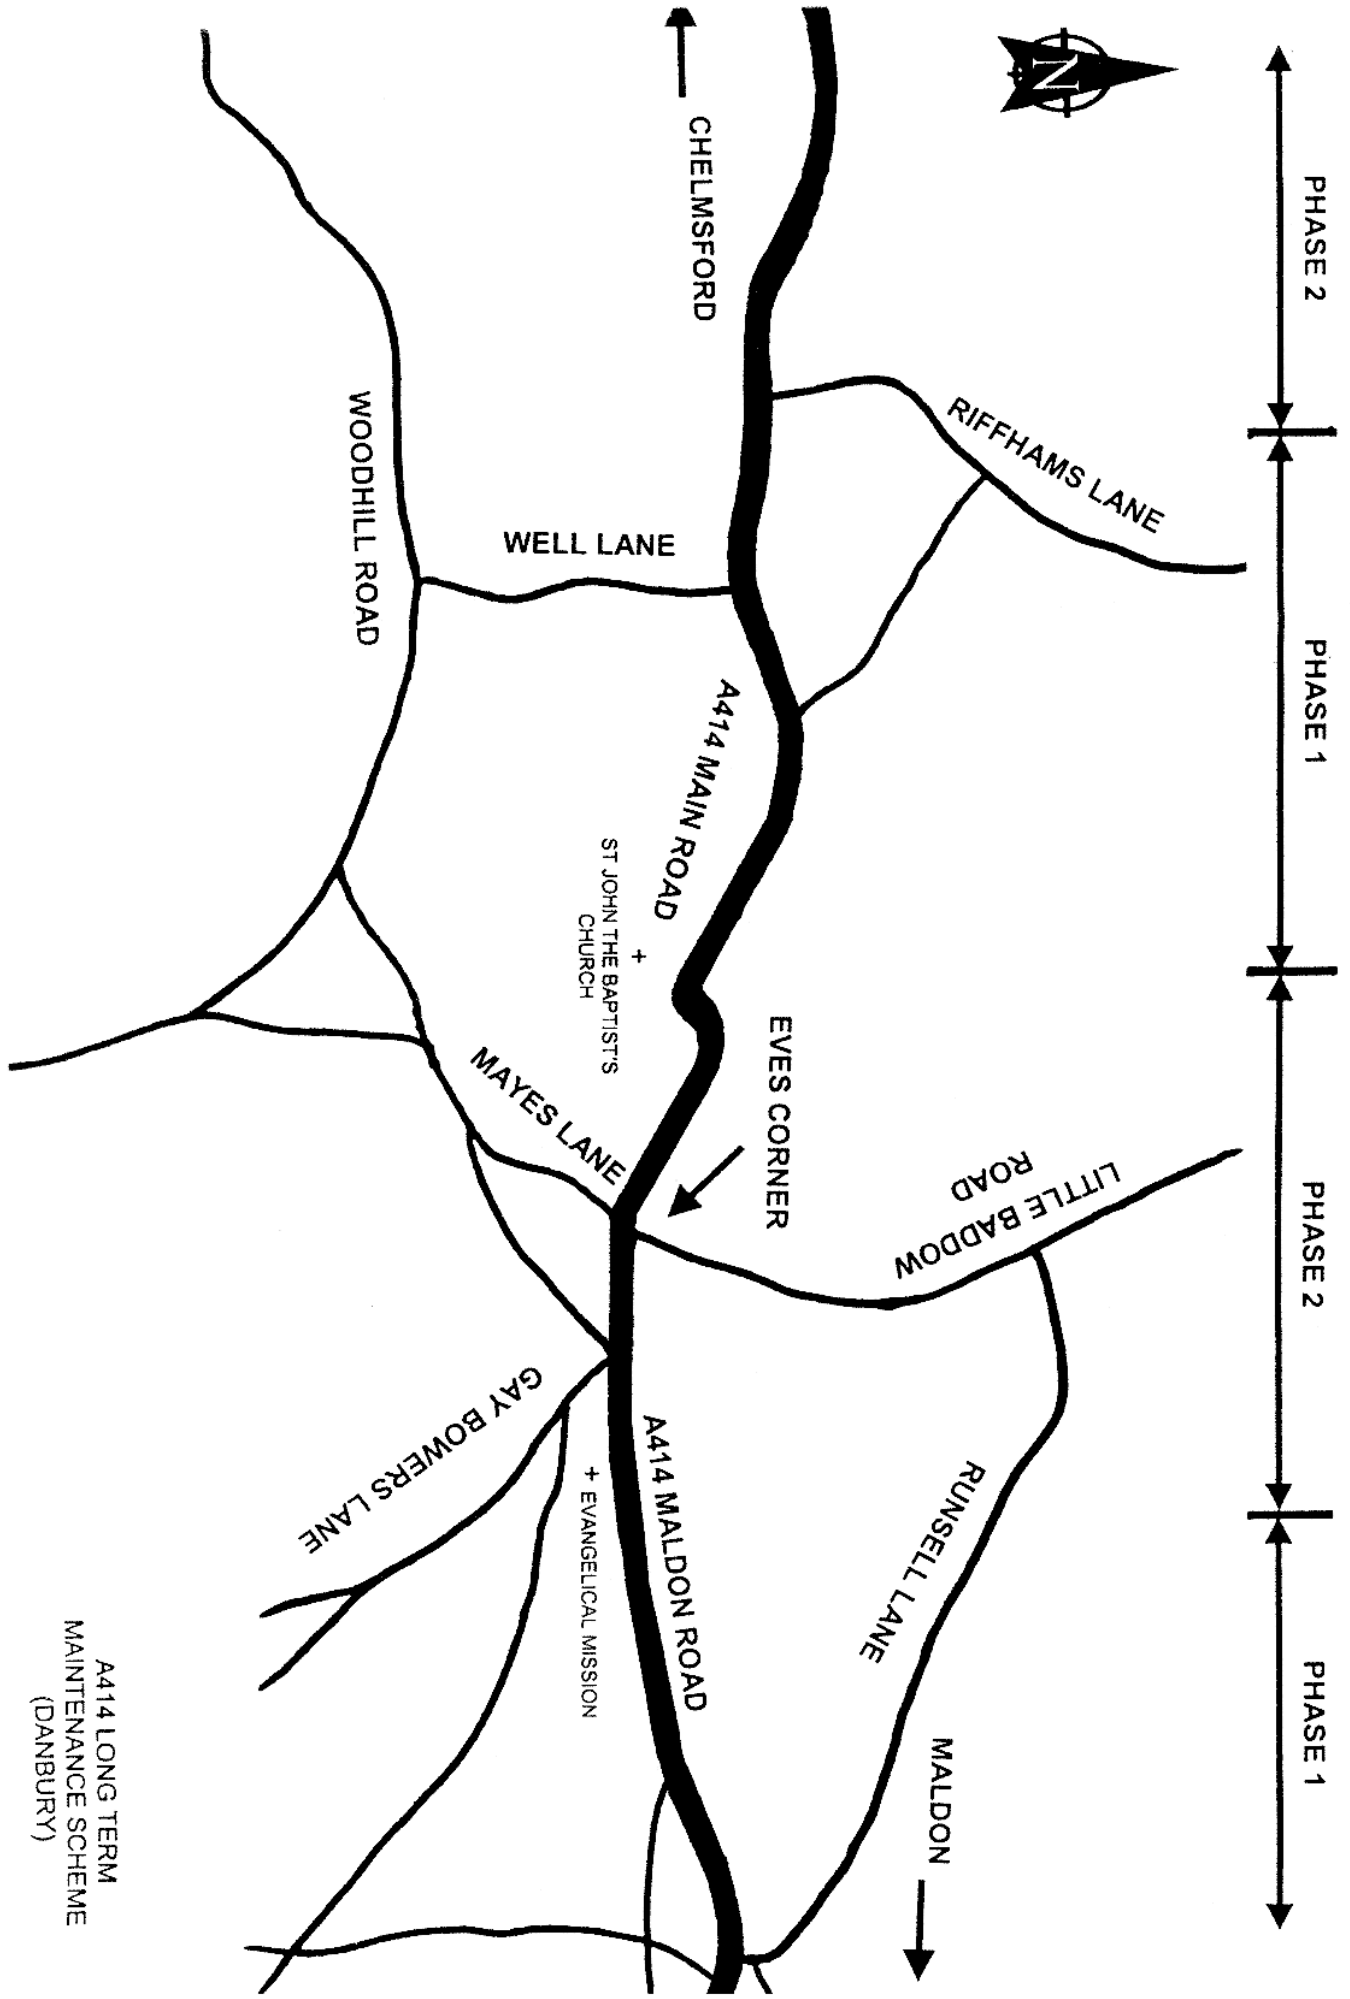 PHASE 2
PHASE 1
PHASE 2
PHASE 1
N
RIFFHAMS LANE
LITTLE BADDOW
ROAD
RUNSELL LANE
MALDON
CHELMSFORD
EVES CORNER
A414 MAIN ROAD
A414 MALDON ROAD
WELL LANE
+
ST JOHN THE BAPTIST'S
CHURCH
MAYES LANE
+ EVANGELICAL MISSION
WOODHILL ROAD
GAY BOWERS LANE
A414 LONG TERM
MAINTENANCE SCHEME
(DANBURY)